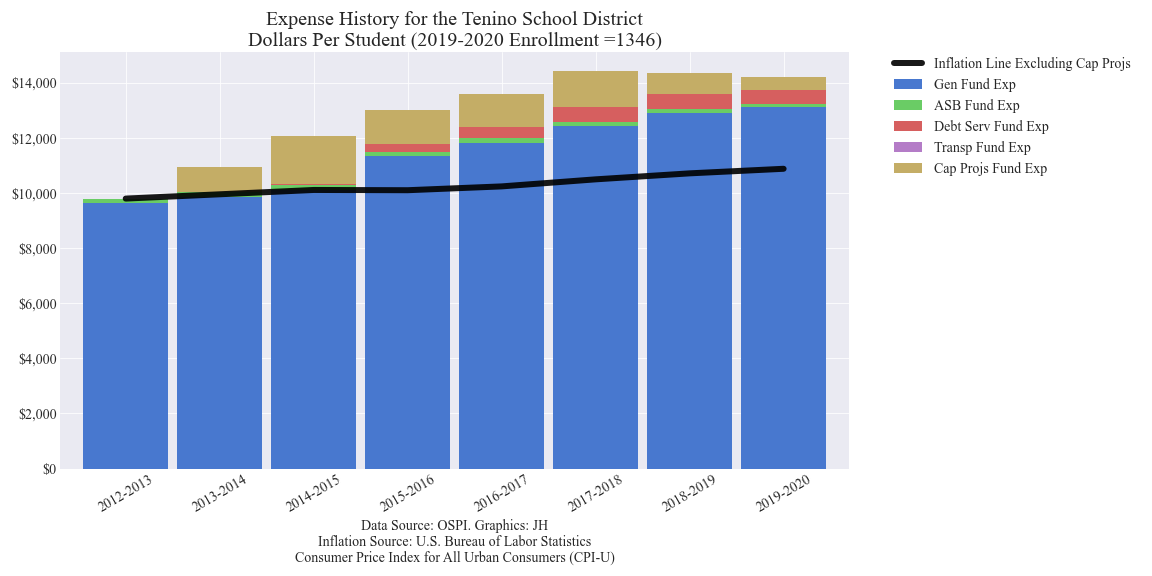 Expense History for the Tenino School District
Dollars Per Student (2019-2020 Enrollment =1346)
$14,000
$12,000
$10,000
$8,000
$6,000
$4,000
$2,000
$0
2012-2013
2013-2014
2014-2015
2015-2016
2016-2017
2017-2018
2018-2019
2019-2020
Inflation Line Excluding Cap Projs
Gen Fund Exp
ASB Fund Exp
Debt Serv Fund Exp
Transp Fund Exp
Cap Projs Fund Exp
Data Source: OSPI. Graphics: JH
Inflation Source: U.S. Bureau of Labor Statistics
Consumer Price Index for All Urban Consumers (CPI-U)